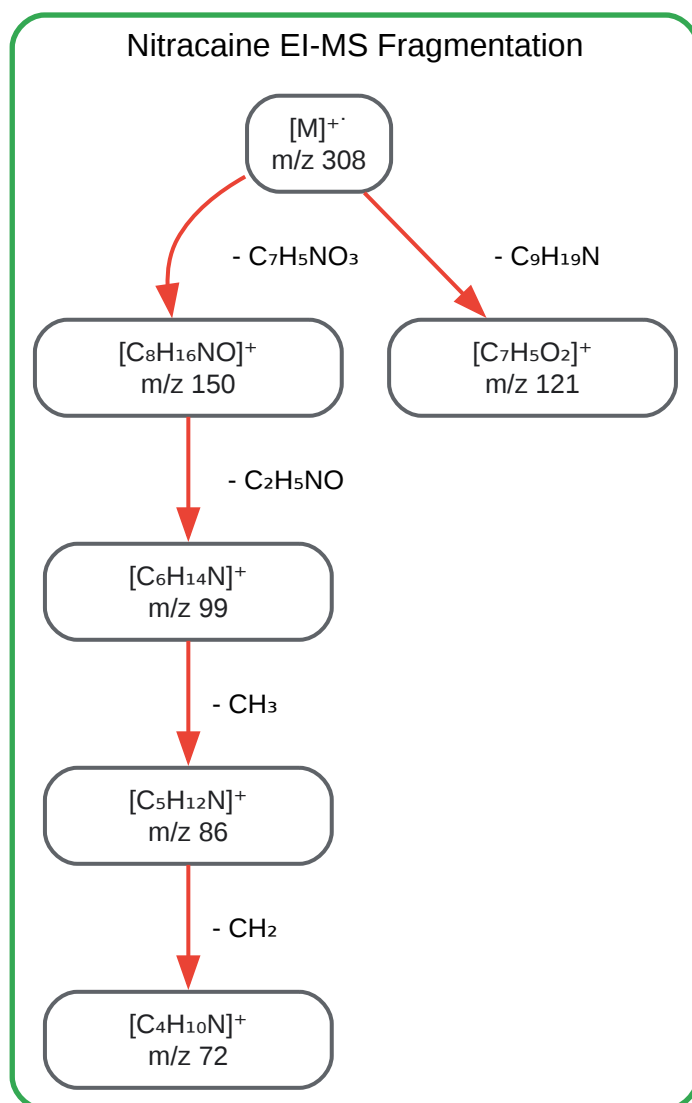 Nitracaine EI-MS Fragmentation
[M]⁺˙
m/z 308
- C₇H₅NO₃
- C₉H₁₉N
[C₈H₁₆NO]⁺
m/z 150
[C₇H₅O₂]⁺
m/z 121
- C₂H₅NO
[C₆H₁₄N]⁺
m/z 99
- CH₃
[C₅H₁₂N]⁺
m/z 86
- CH₂
[C₄H₁₀N]⁺
m/z 72